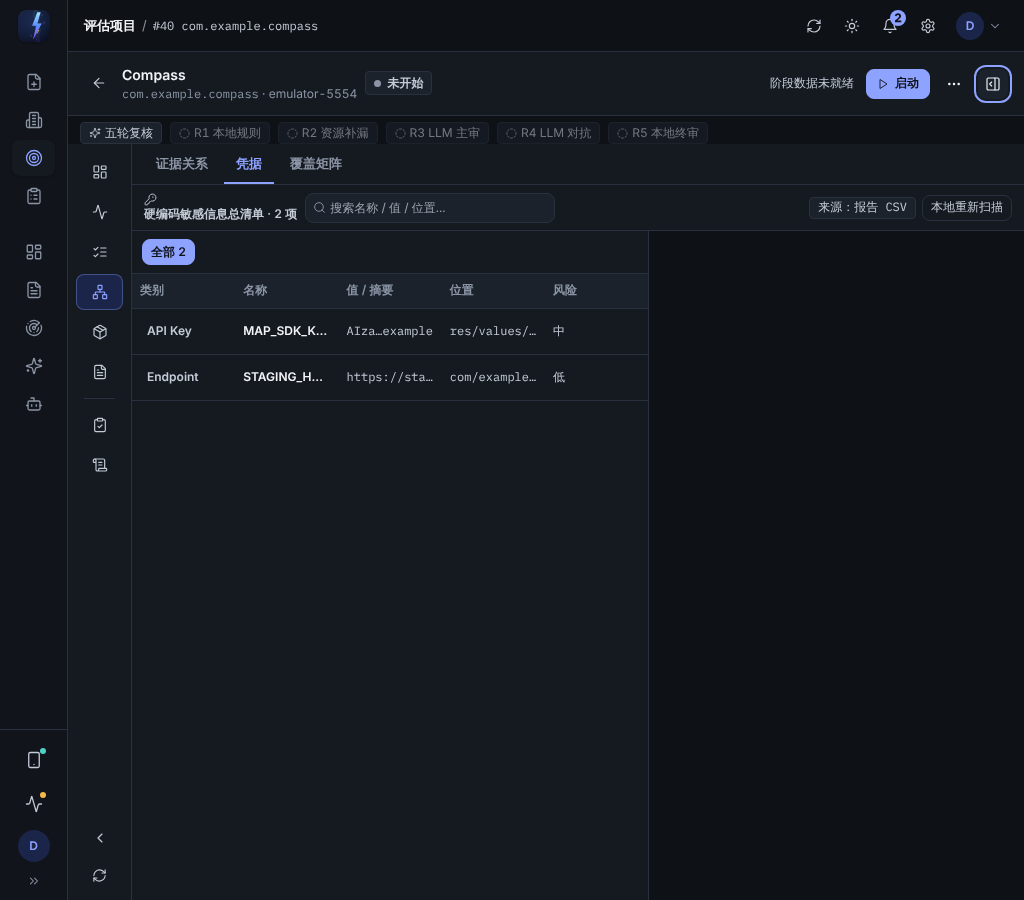 评估项目 / #40 com.example.compass
2
D
Compass
com.example.compass · emulator-5554
未开始
阶段数据未就绪
启动
五轮复核
R1 本地规则
R2 资源补漏
R3 LLM 主审
R4 LLM 对抗
R5 本地终审
证据关系
凭据
覆盖矩阵
硬编码敏感信息总清单 · 2 项
搜索名称 / 值 / 位置...
来源：报告 CSV
本地重新扫描
全部 2
类别 名称 值 / 摘要 位置 风险
API Key MAP_SDK_K... AIza…example res/values/… 中
Endpoint STAGING_H... https://sta… com/example… 低
D